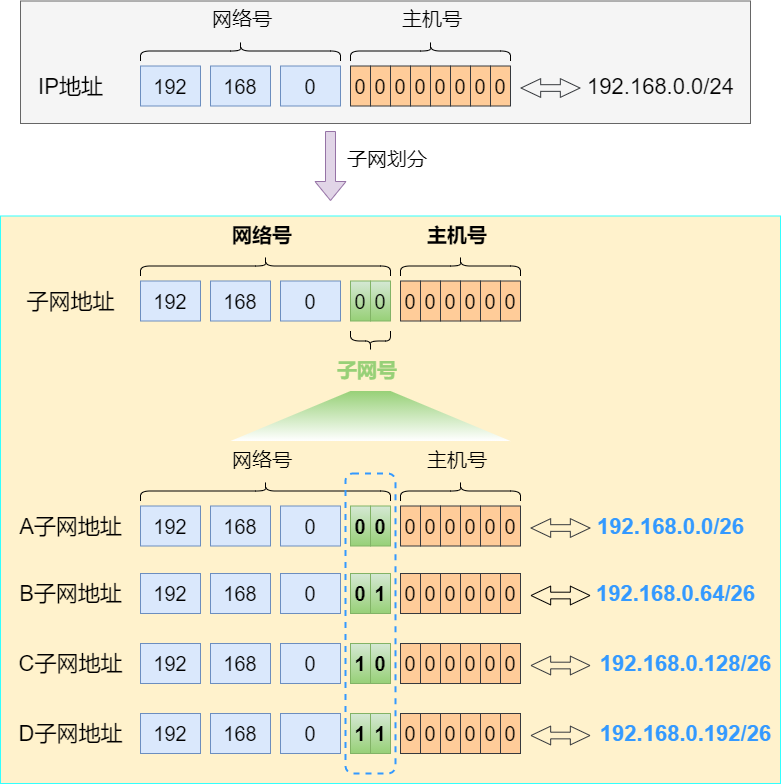 网络号 主机号
IP地址 192 168 0 0 0 0 0 0 0 0 0 192.168.0.0/24
子网划分
网络号 主机号
子网地址 192 168 0 0 0 0 0 0 0 0 0
子网号
网络号 主机号
A子网地址 192 168 0 0 0 0 0 0 0 0 0 192.168.0.0/26
B子网地址 192 168 0 0 1 0 0 0 0 0 0 192.168.0.64/26
C子网地址 192 168 0 1 0 0 0 0 0 0 0 192.168.0.128/26
D子网地址 192 168 0 1 1 0 0 0 0 0 0 192.168.0.192/26